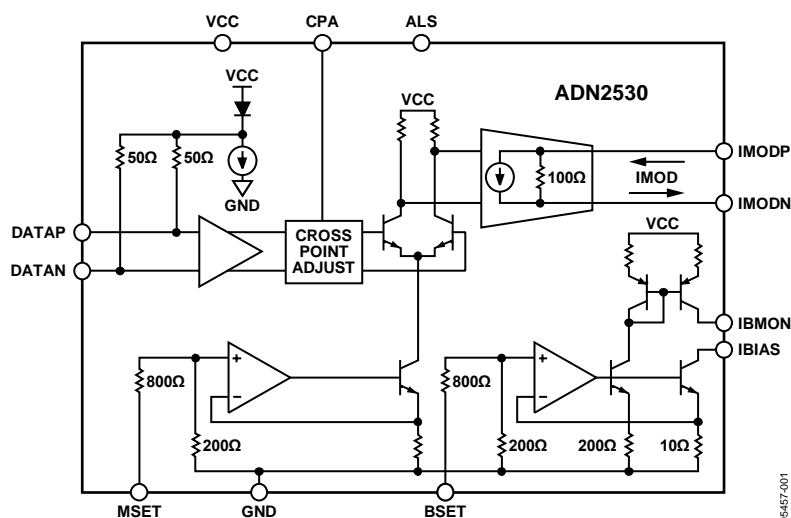 VCC CPA ALS
VCC
VCC
ADN2530
50Ω 50Ω
GND
100Ω
IMOD
IMODP
IMODN
DATAP
DATAN
CROSS
POINT
ADJUST
VCC
IBMON
IBIAS
800Ω
+
−
200Ω
800Ω
+
−
200Ω 200Ω 10Ω
MSET GND BSET
05457-001